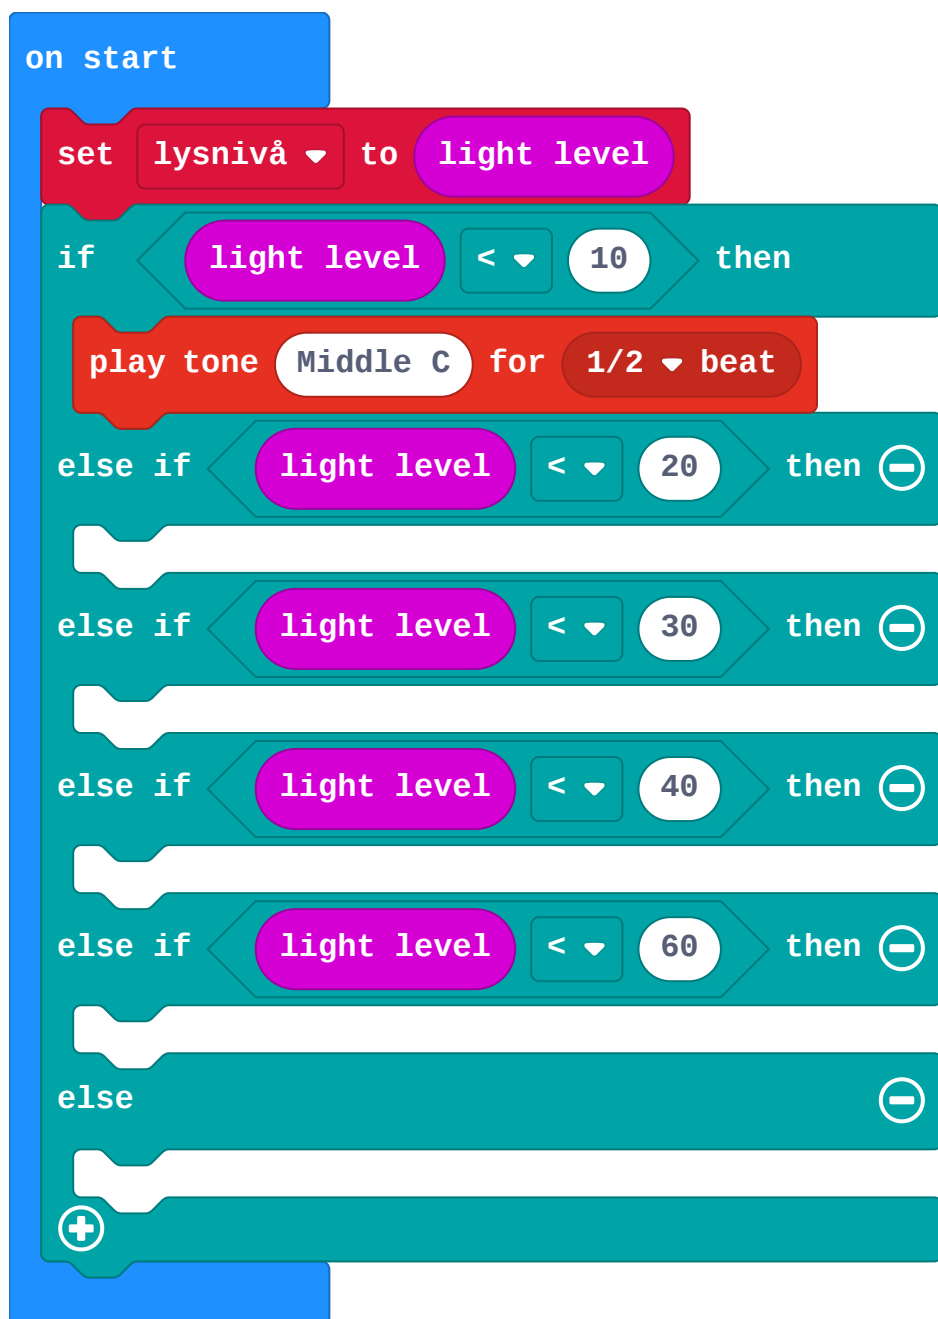 on start
set lysnivå to light level
if light level < 10 then
play tone Middle C for 1/2 beat
else if light level < 20 then
else if light level < 30 then
else if light level < 40 then
else if light level < 60 then
else